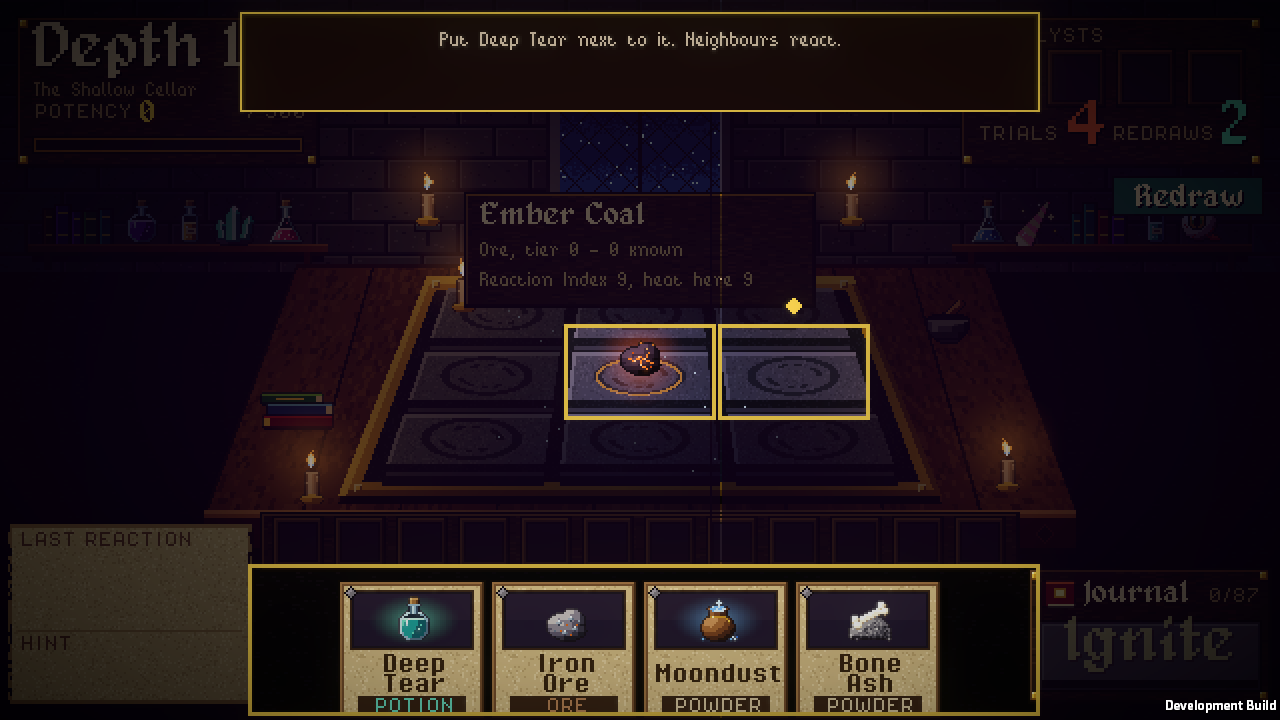 Put Deep Tear next to it. Neighbours react.
Depth 1
The Shallow Cellar
POTENCY 0
TRIALS 4 REDRAWS 2
Redraw
Ember Coal
Ore, tier 0 - 0 known
Reaction Index 9, heat here 9
LAST REACTION
HINT
Deep
Tear
POTION
Iron
Ore
ORE
Moondust
POWDER
Bone
Ash
POWDER
Journal 0/87
Ignite
Development Build